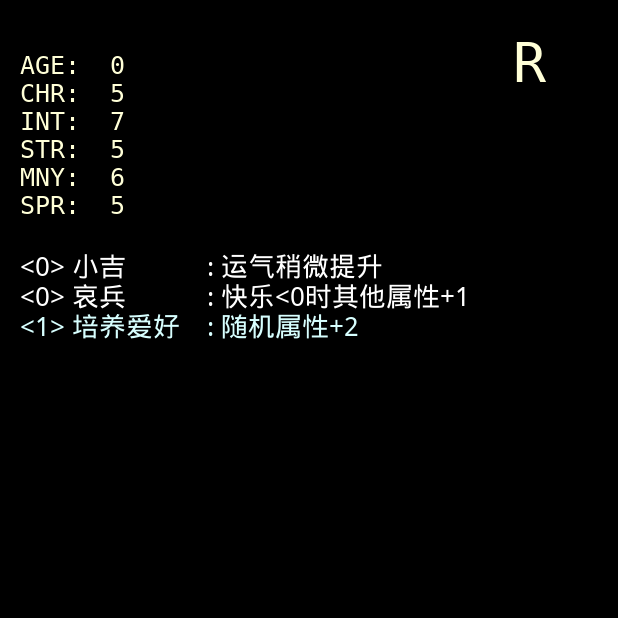 R
AGE: 0
CHR: 5
INT: 7
STR: 5
MNY: 6
SPR: 5
<0> 小吉 : 运气稍微提升
<0> 哀兵 : 快乐<0时其他属性+1
<1> 培养爱好 : 随机属性+2